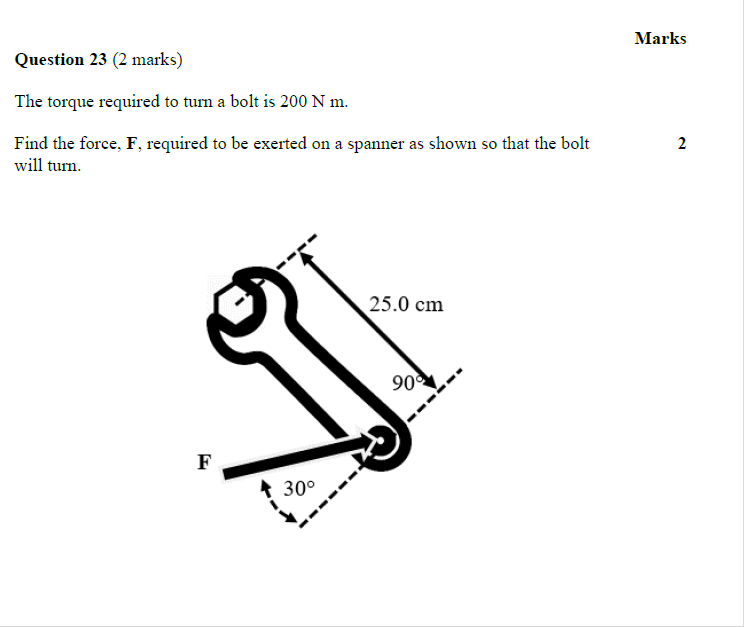 Marks
Question 23 (2 marks)
The torque required to turn a bolt is 200 N m.
Find the force, F, required to be exerted on a spanner as shown so that the bolt 2
will turn.
25.0 cm
90°
F
30°